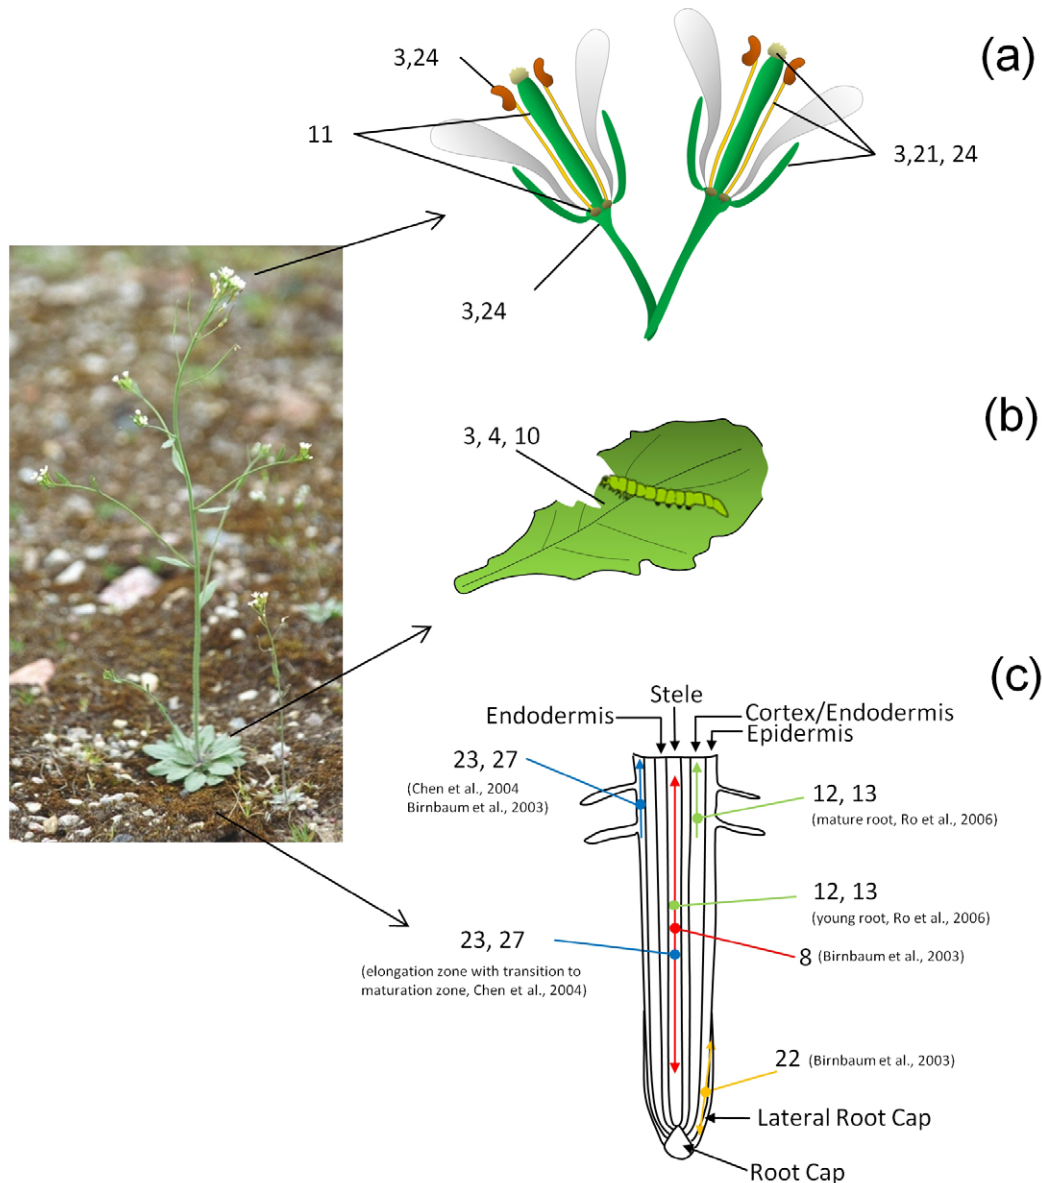 (a)
3,24
11
3,21, 24
3,24
(b)
3, 4, 10
(c)
Stele
Endodermis
Cortex/Endodermis
Epidermis
23, 27
(Chen et al., 2004
Birnbaum et al., 2003)
12, 13
(mature root, Ro et al., 2006)
12, 13
(young root, Ro et al., 2006)
23, 27
(elongation zone with transition to
maturation zone, Chen et al., 2004)
8 (Birnbaum et al., 2003)
22 (Birnbaum et al., 2003)
Lateral Root Cap
Root Cap